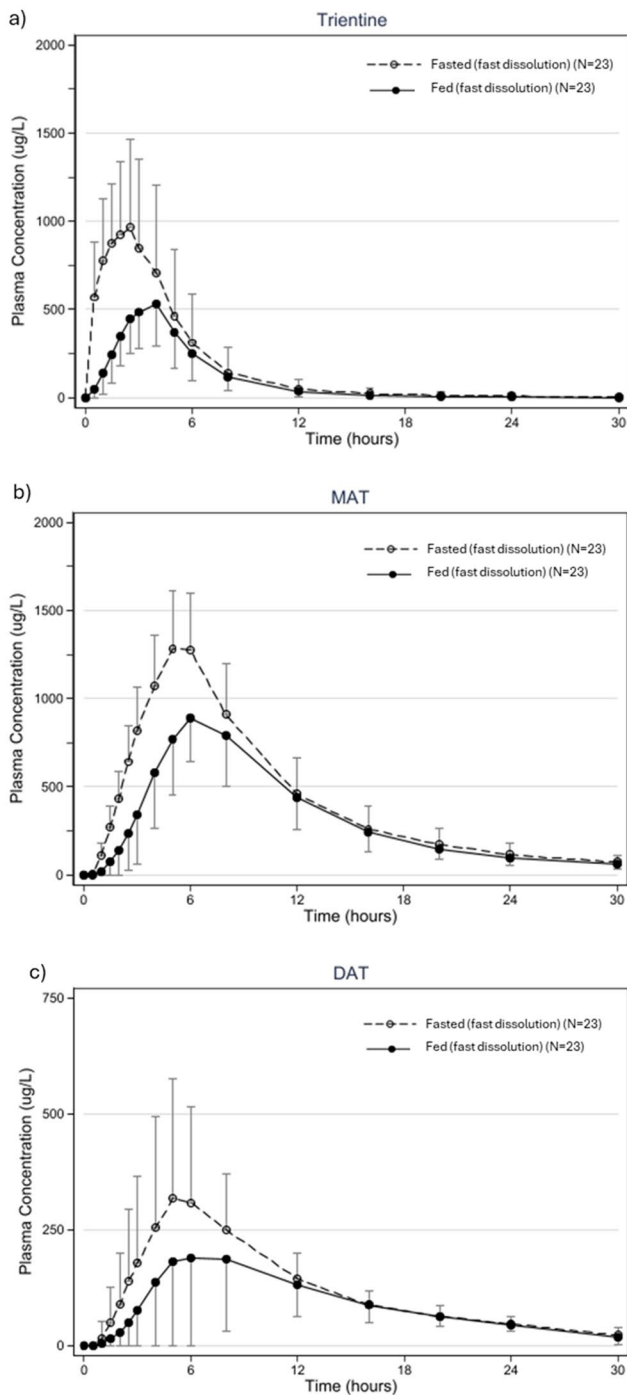 a)
Trientine
2000
1500
1000
500
0
Plasma Concentration (ug/L)
Fasted (fast dissolution) (N=23)
Fed (fast dissolution) (N=23)
0 6 12 18 24 30
Time (hours)
b)
MAT
2000
1500
1000
500
0
Plasma Concentration (ug/L)
Fasted (fast dissolution) (N=23)
Fed (fast dissolution) (N=23)
0 6 12 18 24 30
Time (hours)
c)
DAT
750
500
250
0
Plasma Concentration (ug/L)
Fasted (fast dissolution) (N=23)
Fed (fast dissolution) (N=23)
0 6 12 18 24 30
Time (hours)